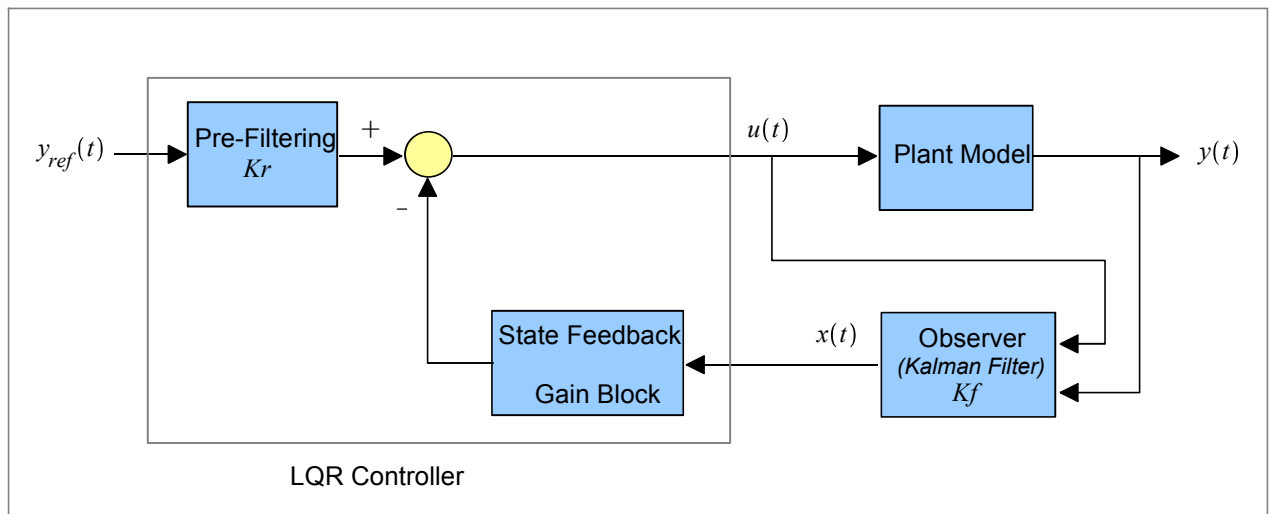 y_ref(t)
Pre-Filtering
Kr
+
-
u(t)
Plant Model
y(t)
State Feedback
Gain Block
x(t)
Observer
(Kalman Filter)
Kf
LQR Controller